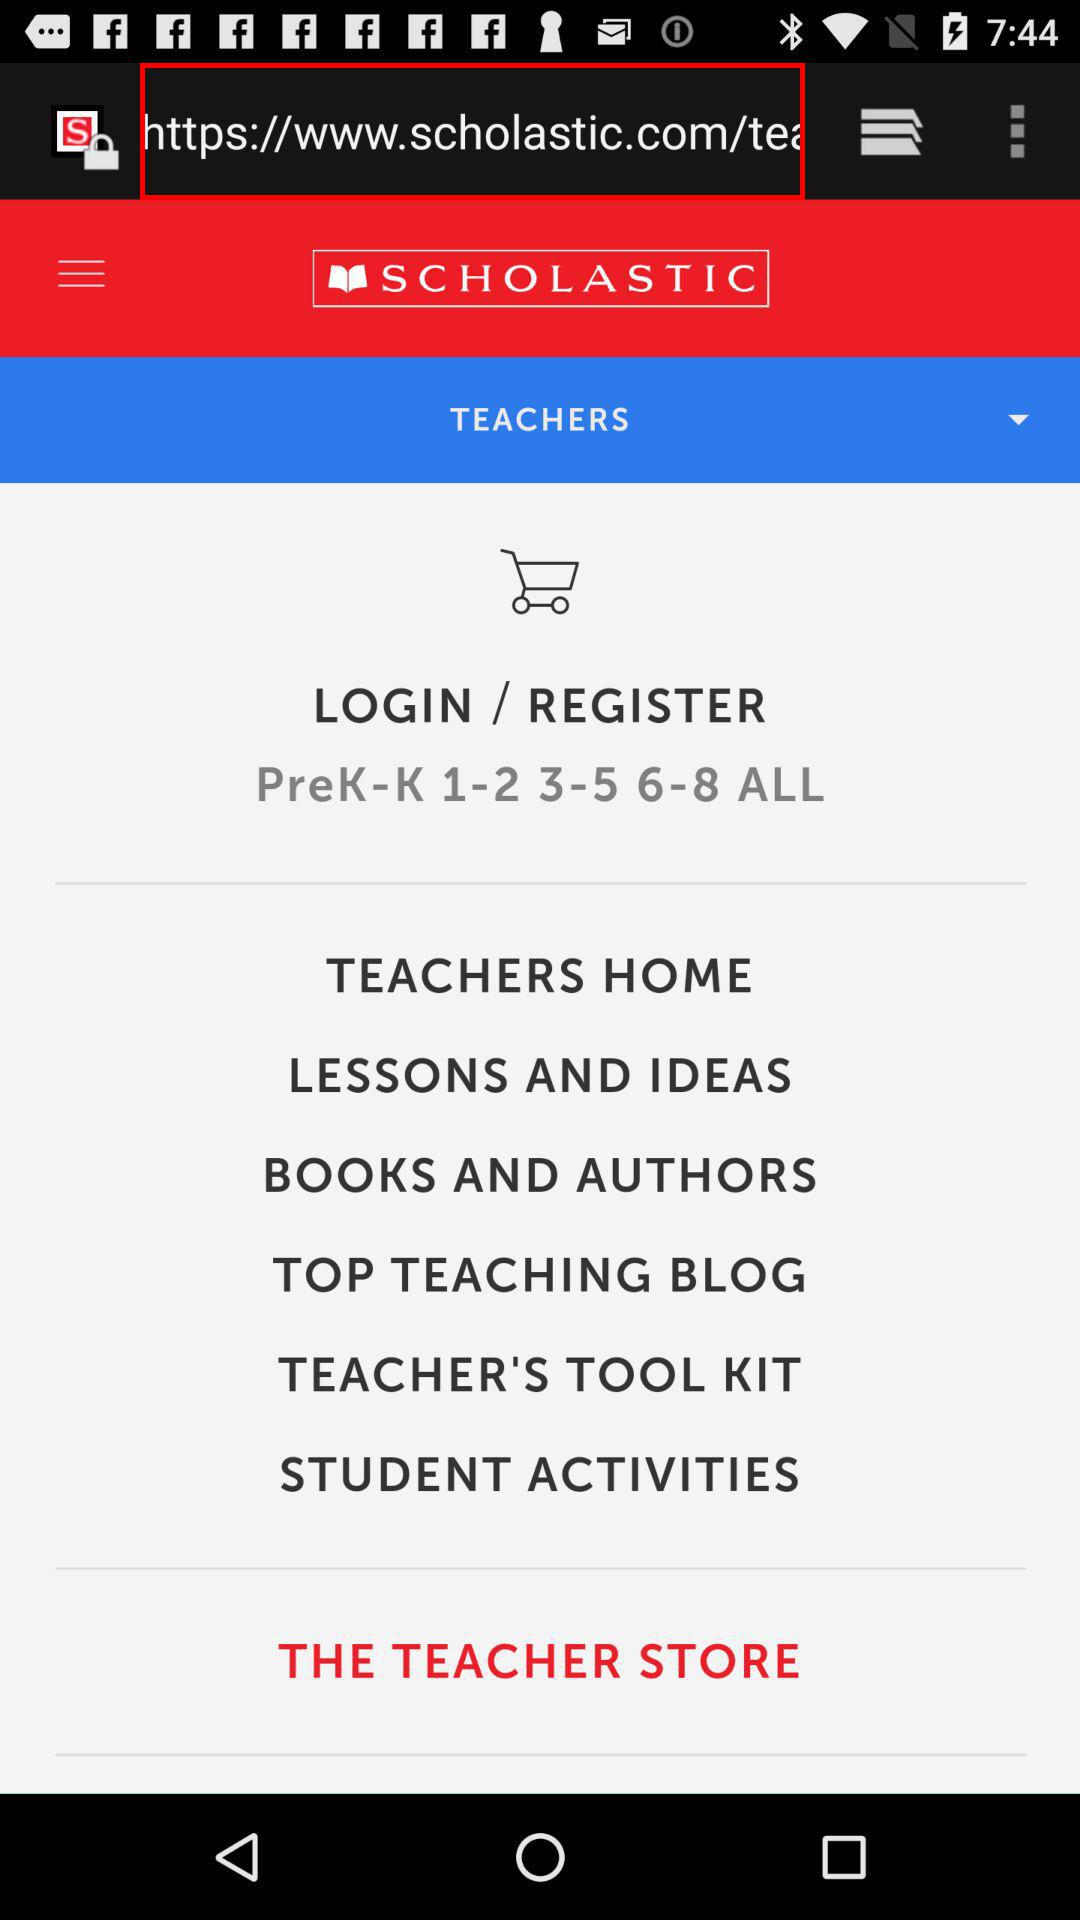 7:44
https://www.scholastic.com/tea
SCHOLASTIC
TEACHERS
LOGIN / REGISTER
PreK-K 1-2 3-5 6-8 ALL
TEACHERS HOME
LESSONS AND IDEAS
BOOKS AND AUTHORS
TOP TEACHING BLOG
TEACHER'S TOOL KIT
STUDENT ACTIVITIES
THE TEACHER STORE